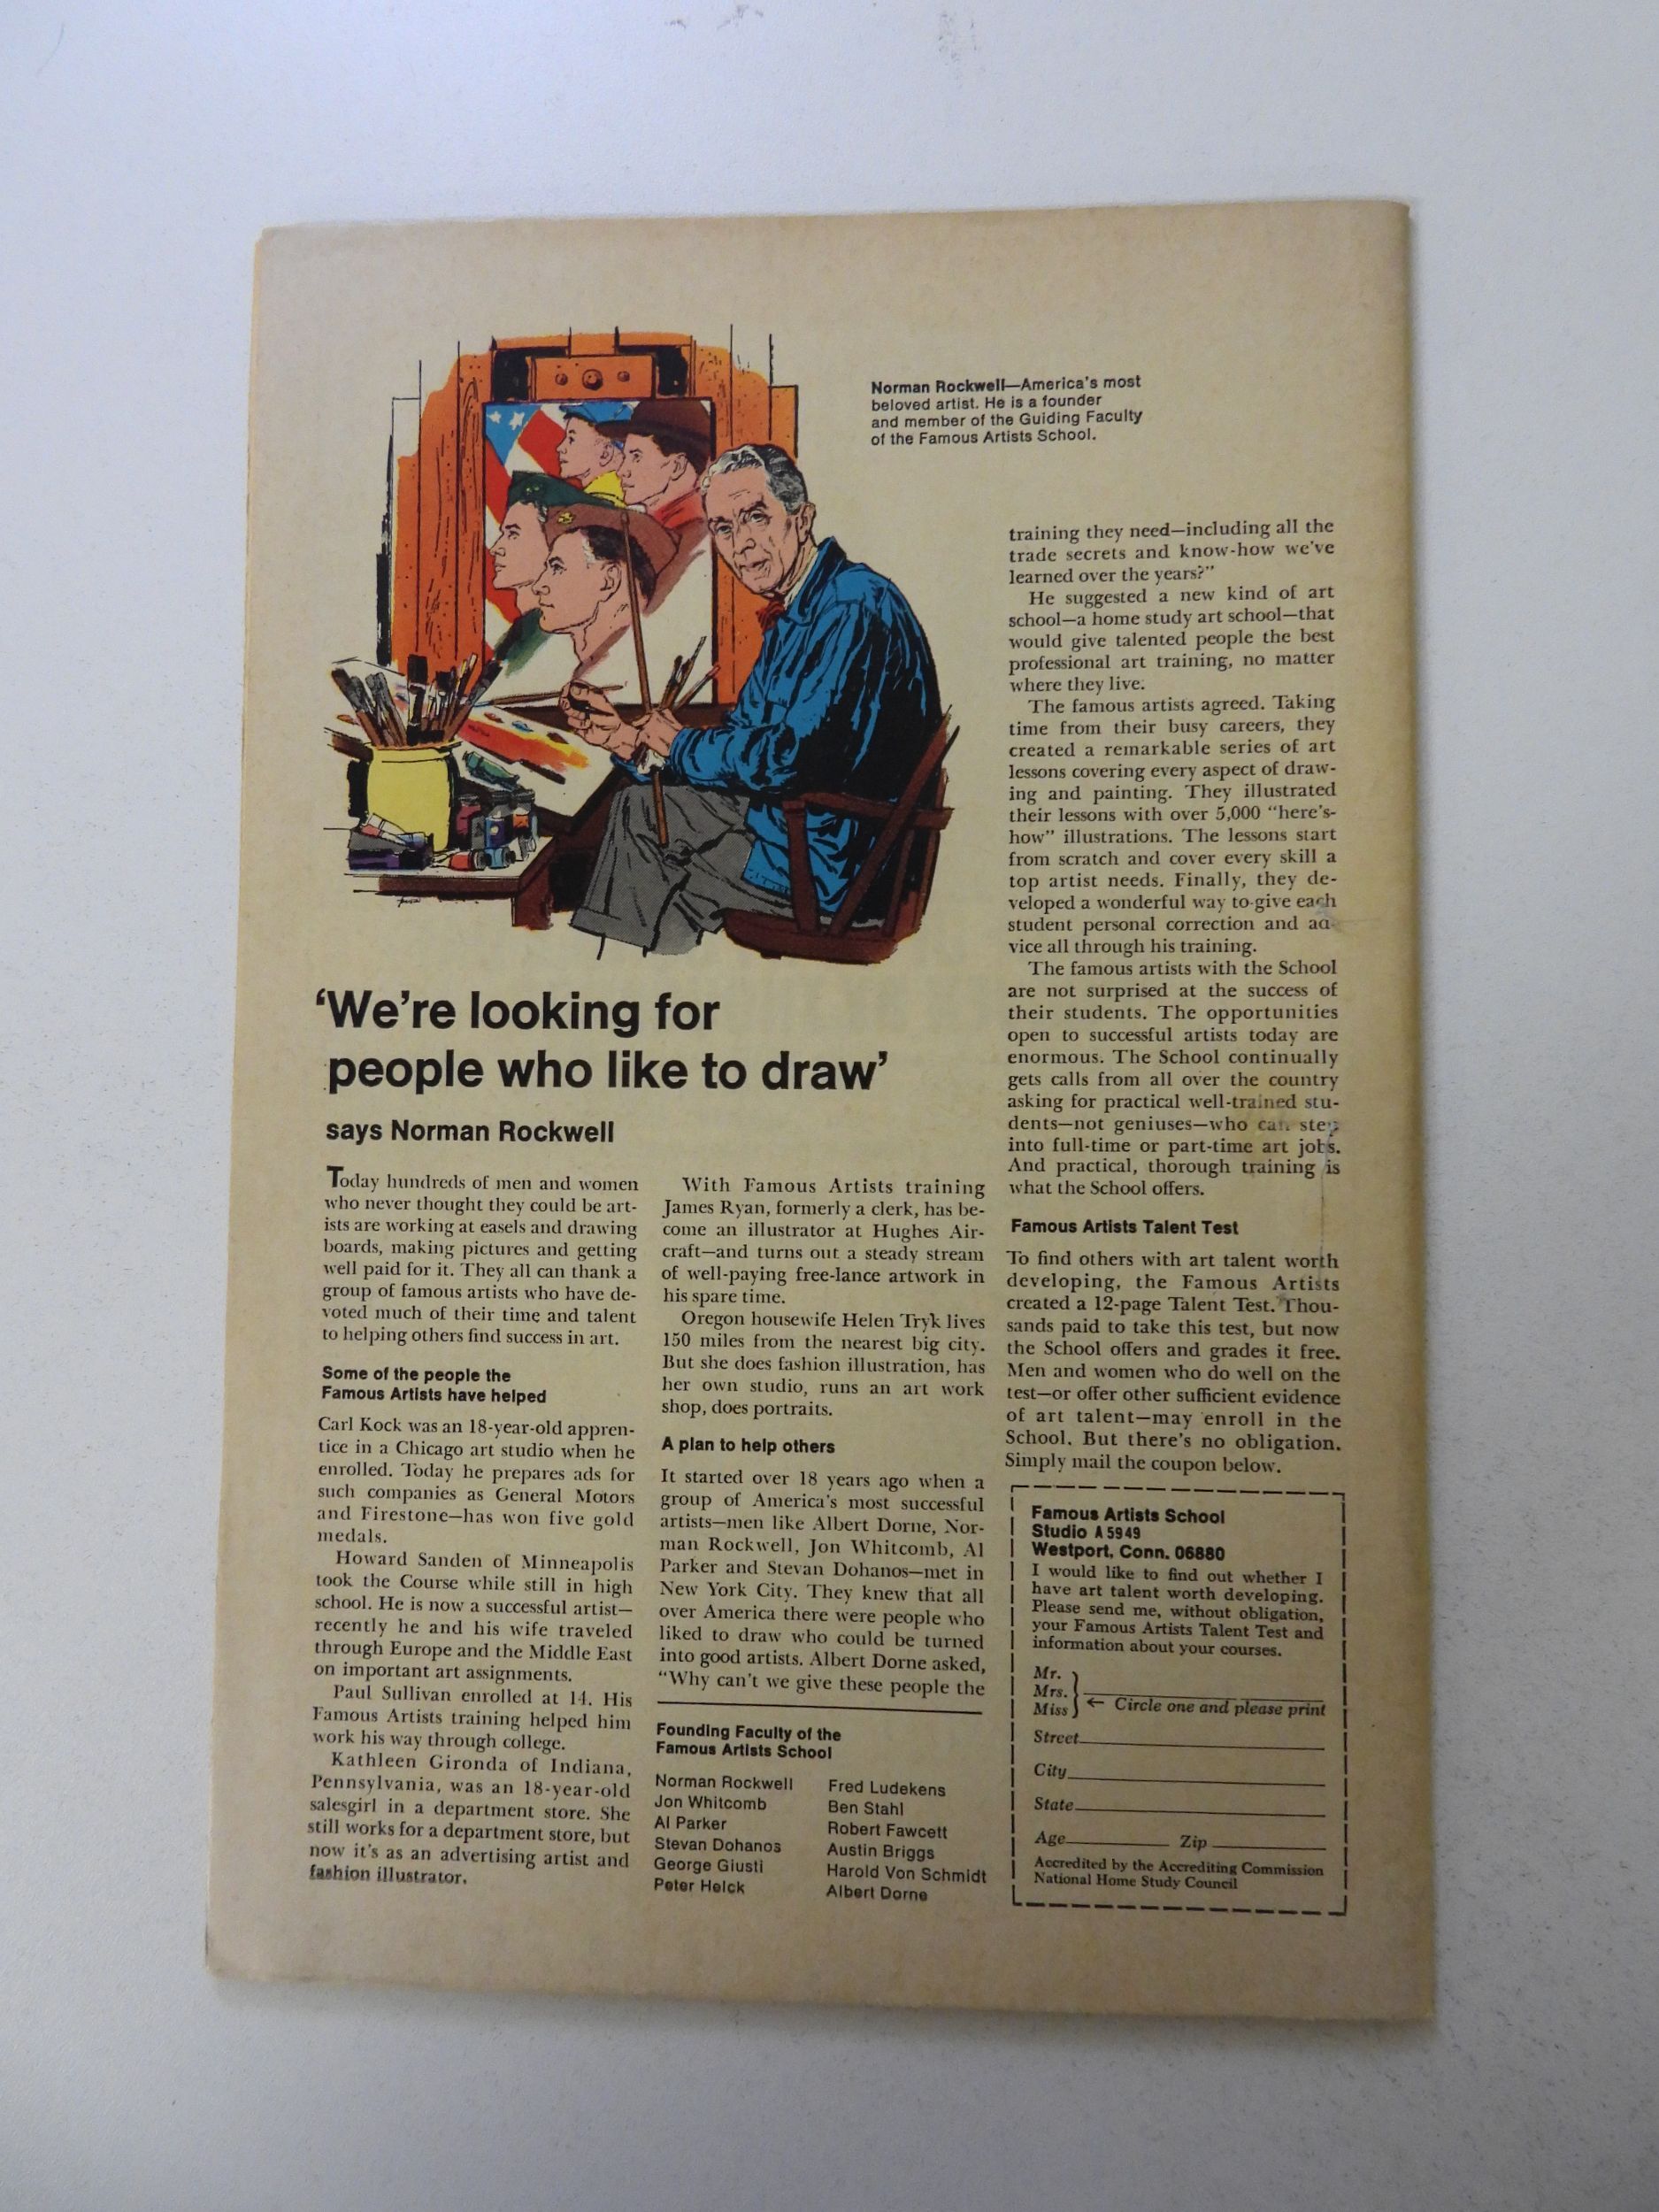 Norman Rockwell—America's most
beloved artist. He is a founder
and member of the Guiding Faculty
of the Famous Artists School.
'We're looking for
people who like to draw'
says Norman Rockwell
Today hundreds of men and women
who never thought they could be art-
ists are working at easels and drawing
boards, making pictures and getting
well paid for it. They all can thank a
group of famous artists who have de-
voted much of their time and talent
to helping others find success in art.
Some of the people the
Famous Artists have helped
Carl Kock was an 18-year-old appren-
tice in a Chicago art studio when he
enrolled. Today he prepares ads for
such companies as General Motors
and Firestone—has won five gold
medals.
Howard Sanden of Minneapolis
took the Course while still in high
school. He is now a successful artist—
recently he and his wife traveled
through Europe and the Middle East
on important art assignments.
Paul Sullivan enrolled at 14. His
Famous Artists training helped him
work his way through college.
Kathleen Gironda of Indiana,
Pennsylvania, was an 18-year-old
salesgirl in a department store. She
still works for a department store, but
now it's as an advertising artist and
fashion illustrator.
With Famous Artists training
James Ryan, formerly a clerk, has be-
come an illustrator at Hughes Air-
craft—and turns out a steady stream
of well-paying free-lance artwork in
his spare time.
Oregon housewife Helen Tryk lives
150 miles from the nearest big city.
But she does fashion illustration, has
her own studio, runs an art work
shop, does portraits.
A plan to help others
It started over 18 years ago when a
group of America's most successful
artists—men like Albert Dorne, Nor-
man Rockwell, Jon Whitcomb, Al
Parker and Stevan Dohanos—met in
New York City. They knew that all
over America there were people who
liked to draw who could be turned
into good artists. Albert Dorne asked,
"Why can't we give these people the
Founding Faculty of the
Famous Artists School
Norman Rockwell
Jon Whitcomb
Al Parker
Stevan Dohanos
George Giusti
Peter Helck
Fred Ludekens
Ben Stahl
Robert Fawcett
Austin Briggs
Harold Von Schmidt
Albert Dorne
training they need—including all the
trade secrets and know-how we've
learned over the years?"
He suggested a new kind of art
school—a home study art school—that
would give talented people the best
professional art training, no matter
where they live.
The famous artists agreed. Taking
time from their busy careers, they
created a remarkable series of art
lessons covering every aspect of draw-
ing and painting. They illustrated
their lessons with over 5,000 "here's-
how" illustrations. The lessons start
from scratch and cover every skill a
top artist needs. Finally, they de-
veloped a wonderful way to give each
student personal correction and ad-
vice all through his training.
The famous artists with the School
are not surprised at the success of
their students. The opportunities
open to successful artists today are
enormous. The School continually
gets calls from all over the country
asking for practical well-trained stu-
dents—not geniuses—who can step
into full-time or part-time art jobs.
And practical, thorough training is
what the School offers.
Famous Artists Talent Test
To find others with art talent worth
developing, the Famous Artists
created a 12-page Talent Test. Thou-
sands paid to take this test, but now
the School offers and grades it free.
Men and women who do well on the
test—or offer other sufficient evidence
of art talent—may enroll in the
School. But there's no obligation.
Simply mail the coupon below.
Famous Artists School
Studio A 5949
Westport, Conn. 06880
I would like to find out whether I
have art talent worth developing.
Please send me, without obligation,
your Famous Artists Talent Test and
information about your courses.
Mr.
Mrs.
Miss ← Circle one and please print
Street
City
State
Age Zip
Accredited by the Accrediting Commission
National Home Study Council